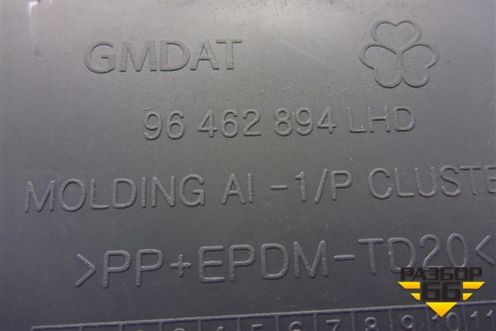 GMDAT
96 462 894 LHD
MOLDING AI -1/P CLUSTE
>PP+EPDM-TD20<
РАЗБОР
66